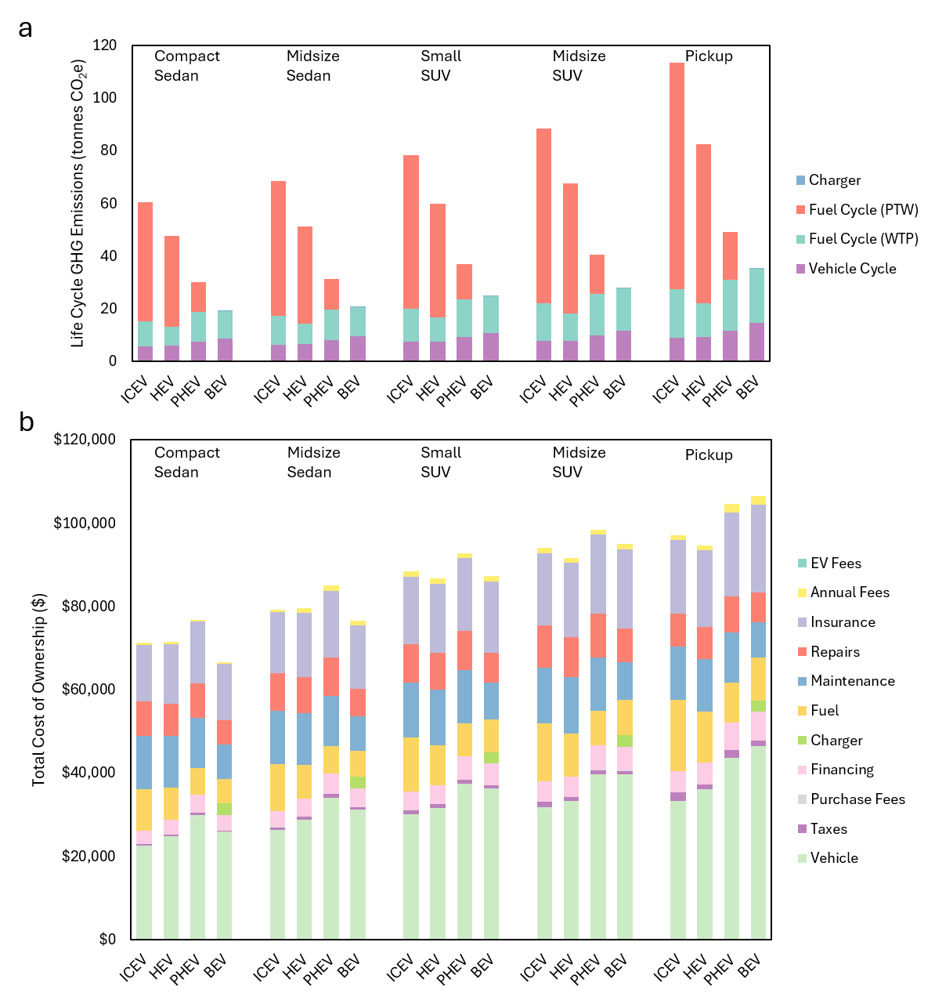 a
Life Cycle GHG Emissions (tonnes CO₂e)
120
100
80
60
40
20
0
Compact
Sedan
Midsize
Sedan
Small
SUV
Midsize
SUV
Pickup
ICEV
HEV
PHEV
BEV
ICEV
HEV
PHEV
BEV
ICEV
HEV
PHEV
BEV
ICEV
HEV
PHEV
BEV
ICEV
HEV
PHEV
BEV
Charger
Fuel Cycle (PTW)
Fuel Cycle (WTP)
Vehicle Cycle
b
Total Cost of Ownership ($)
$120,000
$100,000
$80,000
$60,000
$40,000
$20,000
$0
Compact
Sedan
Midsize
Sedan
Small
SUV
Midsize
SUV
Pickup
ICEV
HEV
PHEV
BEV
ICEV
HEV
PHEV
BEV
ICEV
HEV
PHEV
BEV
ICEV
HEV
PHEV
BEV
ICEV
HEV
PHEV
BEV
EV Fees
Annual Fees
Insurance
Repairs
Maintenance
Fuel
Charger
Financing
Purchase Fees
Taxes
Vehicle